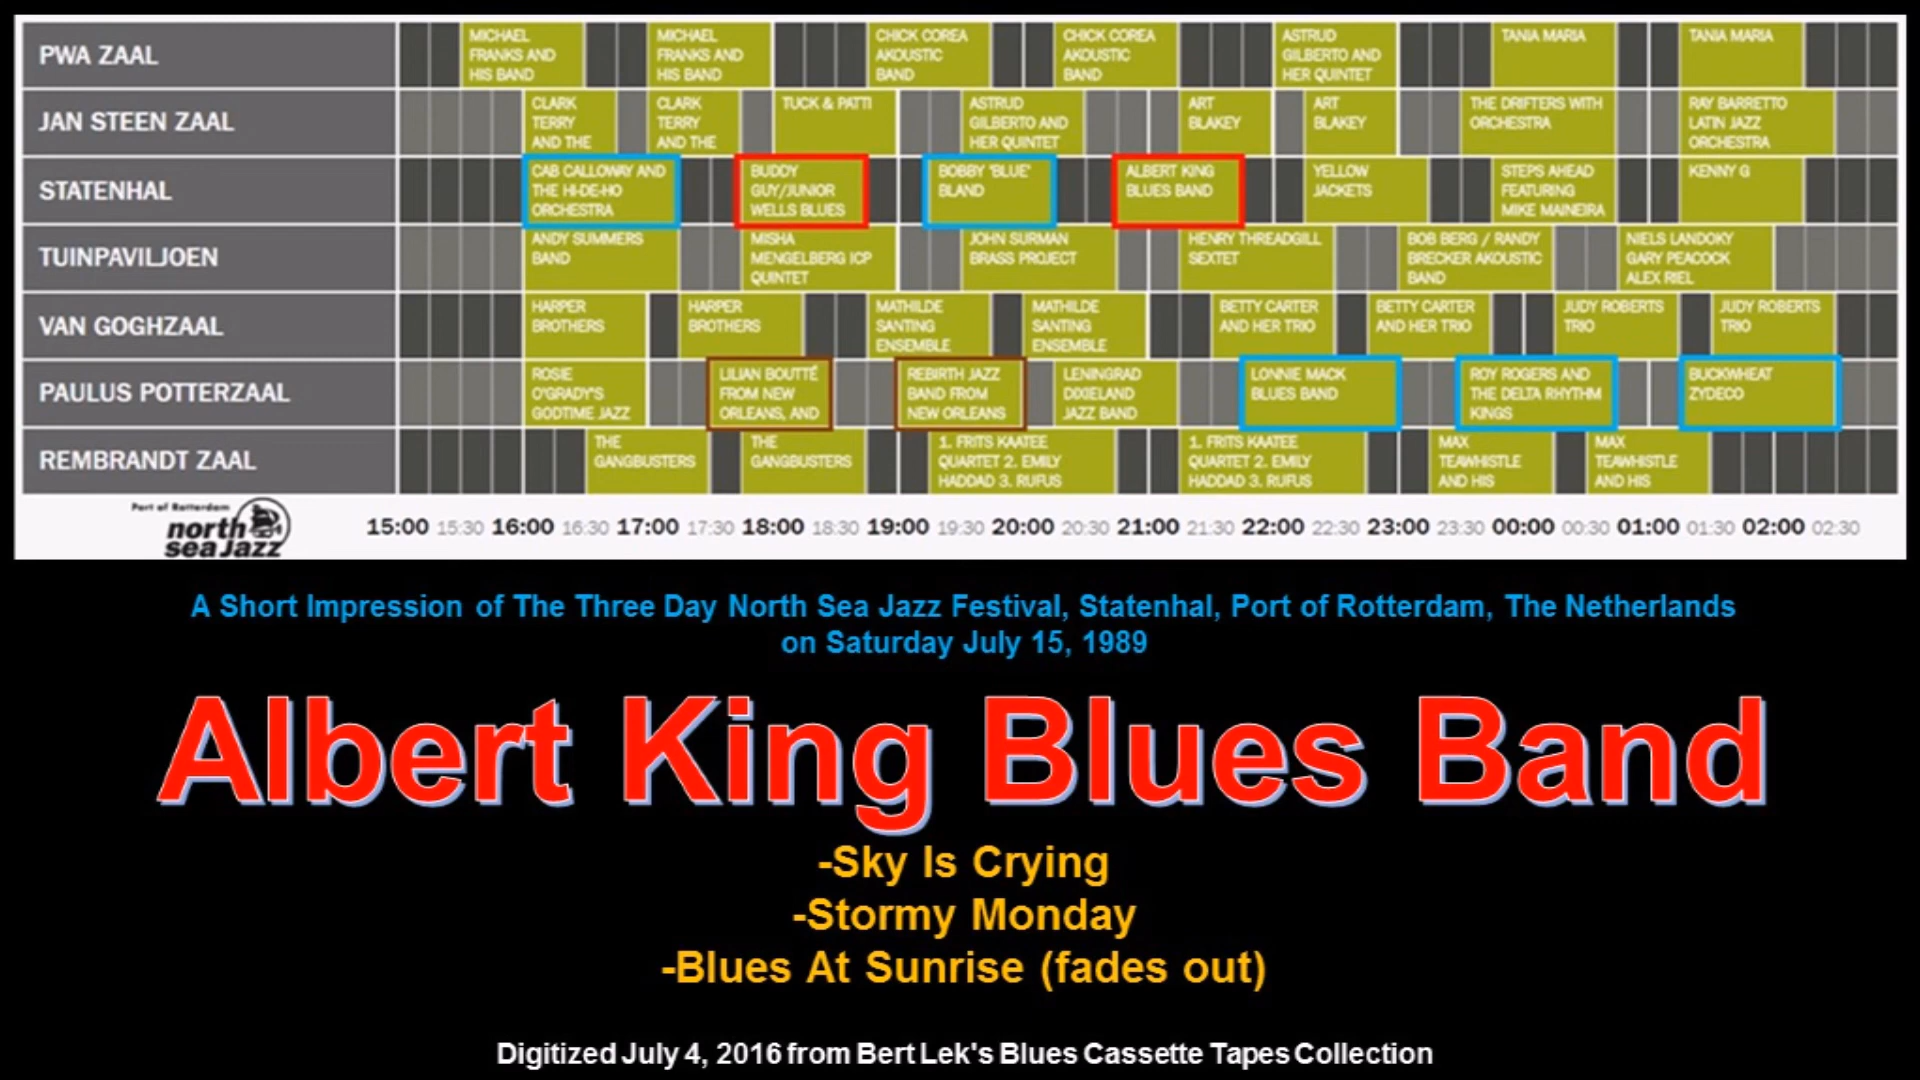 PWA ZAAL
MICHAEL
FRANKS AND
HIS BAND
MICHAEL
FRANKS AND
HIS BAND
CHICK COREA
AKOUSTIC
BAND
CHICK COREA
AKOUSTIC
BAND
ASTRUD
GILBERTO AND
HER QUINTET
TANIA MARIA
TANIA MARIA
JAN STEEN ZAAL
CLARK
TERRY
AND THE
CLARK
TERRY
AND THE
TUCK & PATTI
ASTRUD
GILBERTO AND
HER QUINTET
ART
BLAKEY
ART
BLAKEY
THE DRIFTERS WITH
ORCHESTRA
RAY BARRETTO
LATIN JAZZ
ORCHESTRA
STATENHAL
CAB CALLOWAY AND
THE HI-DE-HO
ORCHESTRA
BUDDY
GUY/JUNIOR
WELLS BLUES
BOBBY 'BLUE'
BLAND
ALBERT KING
BLUES BAND
YELLOW
JACKETS
STEPS AHEAD
FEATURING
MIKE MAINEIRA
KENNY G
TUINPAVILJOEN
ANDY SUMMERS
BAND
MISHA
MENGELBERG ICP
QUINTET
JOHN SURMAN
BRASS PROJECT
HENRY THREADGILL
SEXTET
BOB BERG / RANDY
BRECKER AKOUSTIC
BAND
NIELS LANDOKY
GARY PEACOCK
ALEX RIEL
VAN GOGHZAAL
HARPER
BROTHERS
HARPER
BROTHERS
MATHILDE
SANTING
ENSEMBLE
MATHILDE
SANTING
ENSEMBLE
BETTY CARTER
AND HER TRIO
BETTY CARTER
AND HER TRIO
JUDY ROBERTS
TRIO
JUDY ROBERTS
TRIO
PAULUS POTTERZAAL
ROSIE
O'GRADY'S
GODTIME JAZZ
LILIAN BOUTTÉ
FROM NEW
ORLEANS, AND
REBIRTH JAZZ
BAND FROM
NEW ORLEANS
LENINGRAD
DIXIELAND
JAZZ BAND
LONNIE MACK
BLUES BAND
ROY ROGERS AND
THE DELTA RHYTHM
KINGS
BUCKWHEAT
ZYDECO
REMBRANDT ZAAL
THE
GANGBUSTERS
THE
GANGBUSTERS
1. FRITS KAATEE
QUARTET 2. EMILY
HADDAD 3. RUFUS
1. FRITS KAATEE
QUARTET 2. EMILY
HADDAD 3. RUFUS
MAX
TEAWHISTLE
AND HIS
MAX
TEAWHISTLE
AND HIS
Port of Rotterdam
north
sea Jazz
15:00 15:30 16:00 16:30 17:00 17:30 18:00 18:30 19:00 19:30 20:00 20:30 21:00 21:30 22:00 22:30 23:00 23:30 00:00 00:30 01:00 01:30 02:00 02:30
A Short Impression of The Three Day North Sea Jazz Festival, Statenhal, Port of Rotterdam, The Netherlands
on Saturday July 15, 1989
Albert King Blues Band
-Sky Is Crying
-Stormy Monday
-Blues At Sunrise (fades out)
Digitized July 4, 2016 from Bert Lek's Blues Cassette Tapes Collection